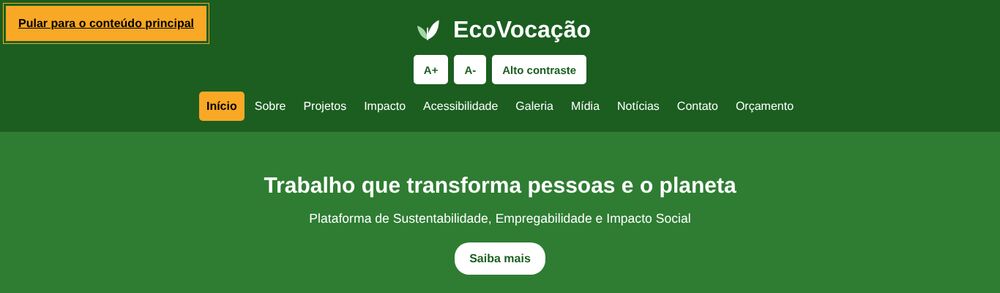 Pular para o conteúdo principal
EcoVocação
A+ A- Alto contraste
Início Sobre Projetos Impacto Acessibilidade Galeria Mídia Notícias Contato Orçamento
Trabalho que transforma pessoas e o planeta
Plataforma de Sustentabilidade, Empregabilidade e Impacto Social
Saiba mais